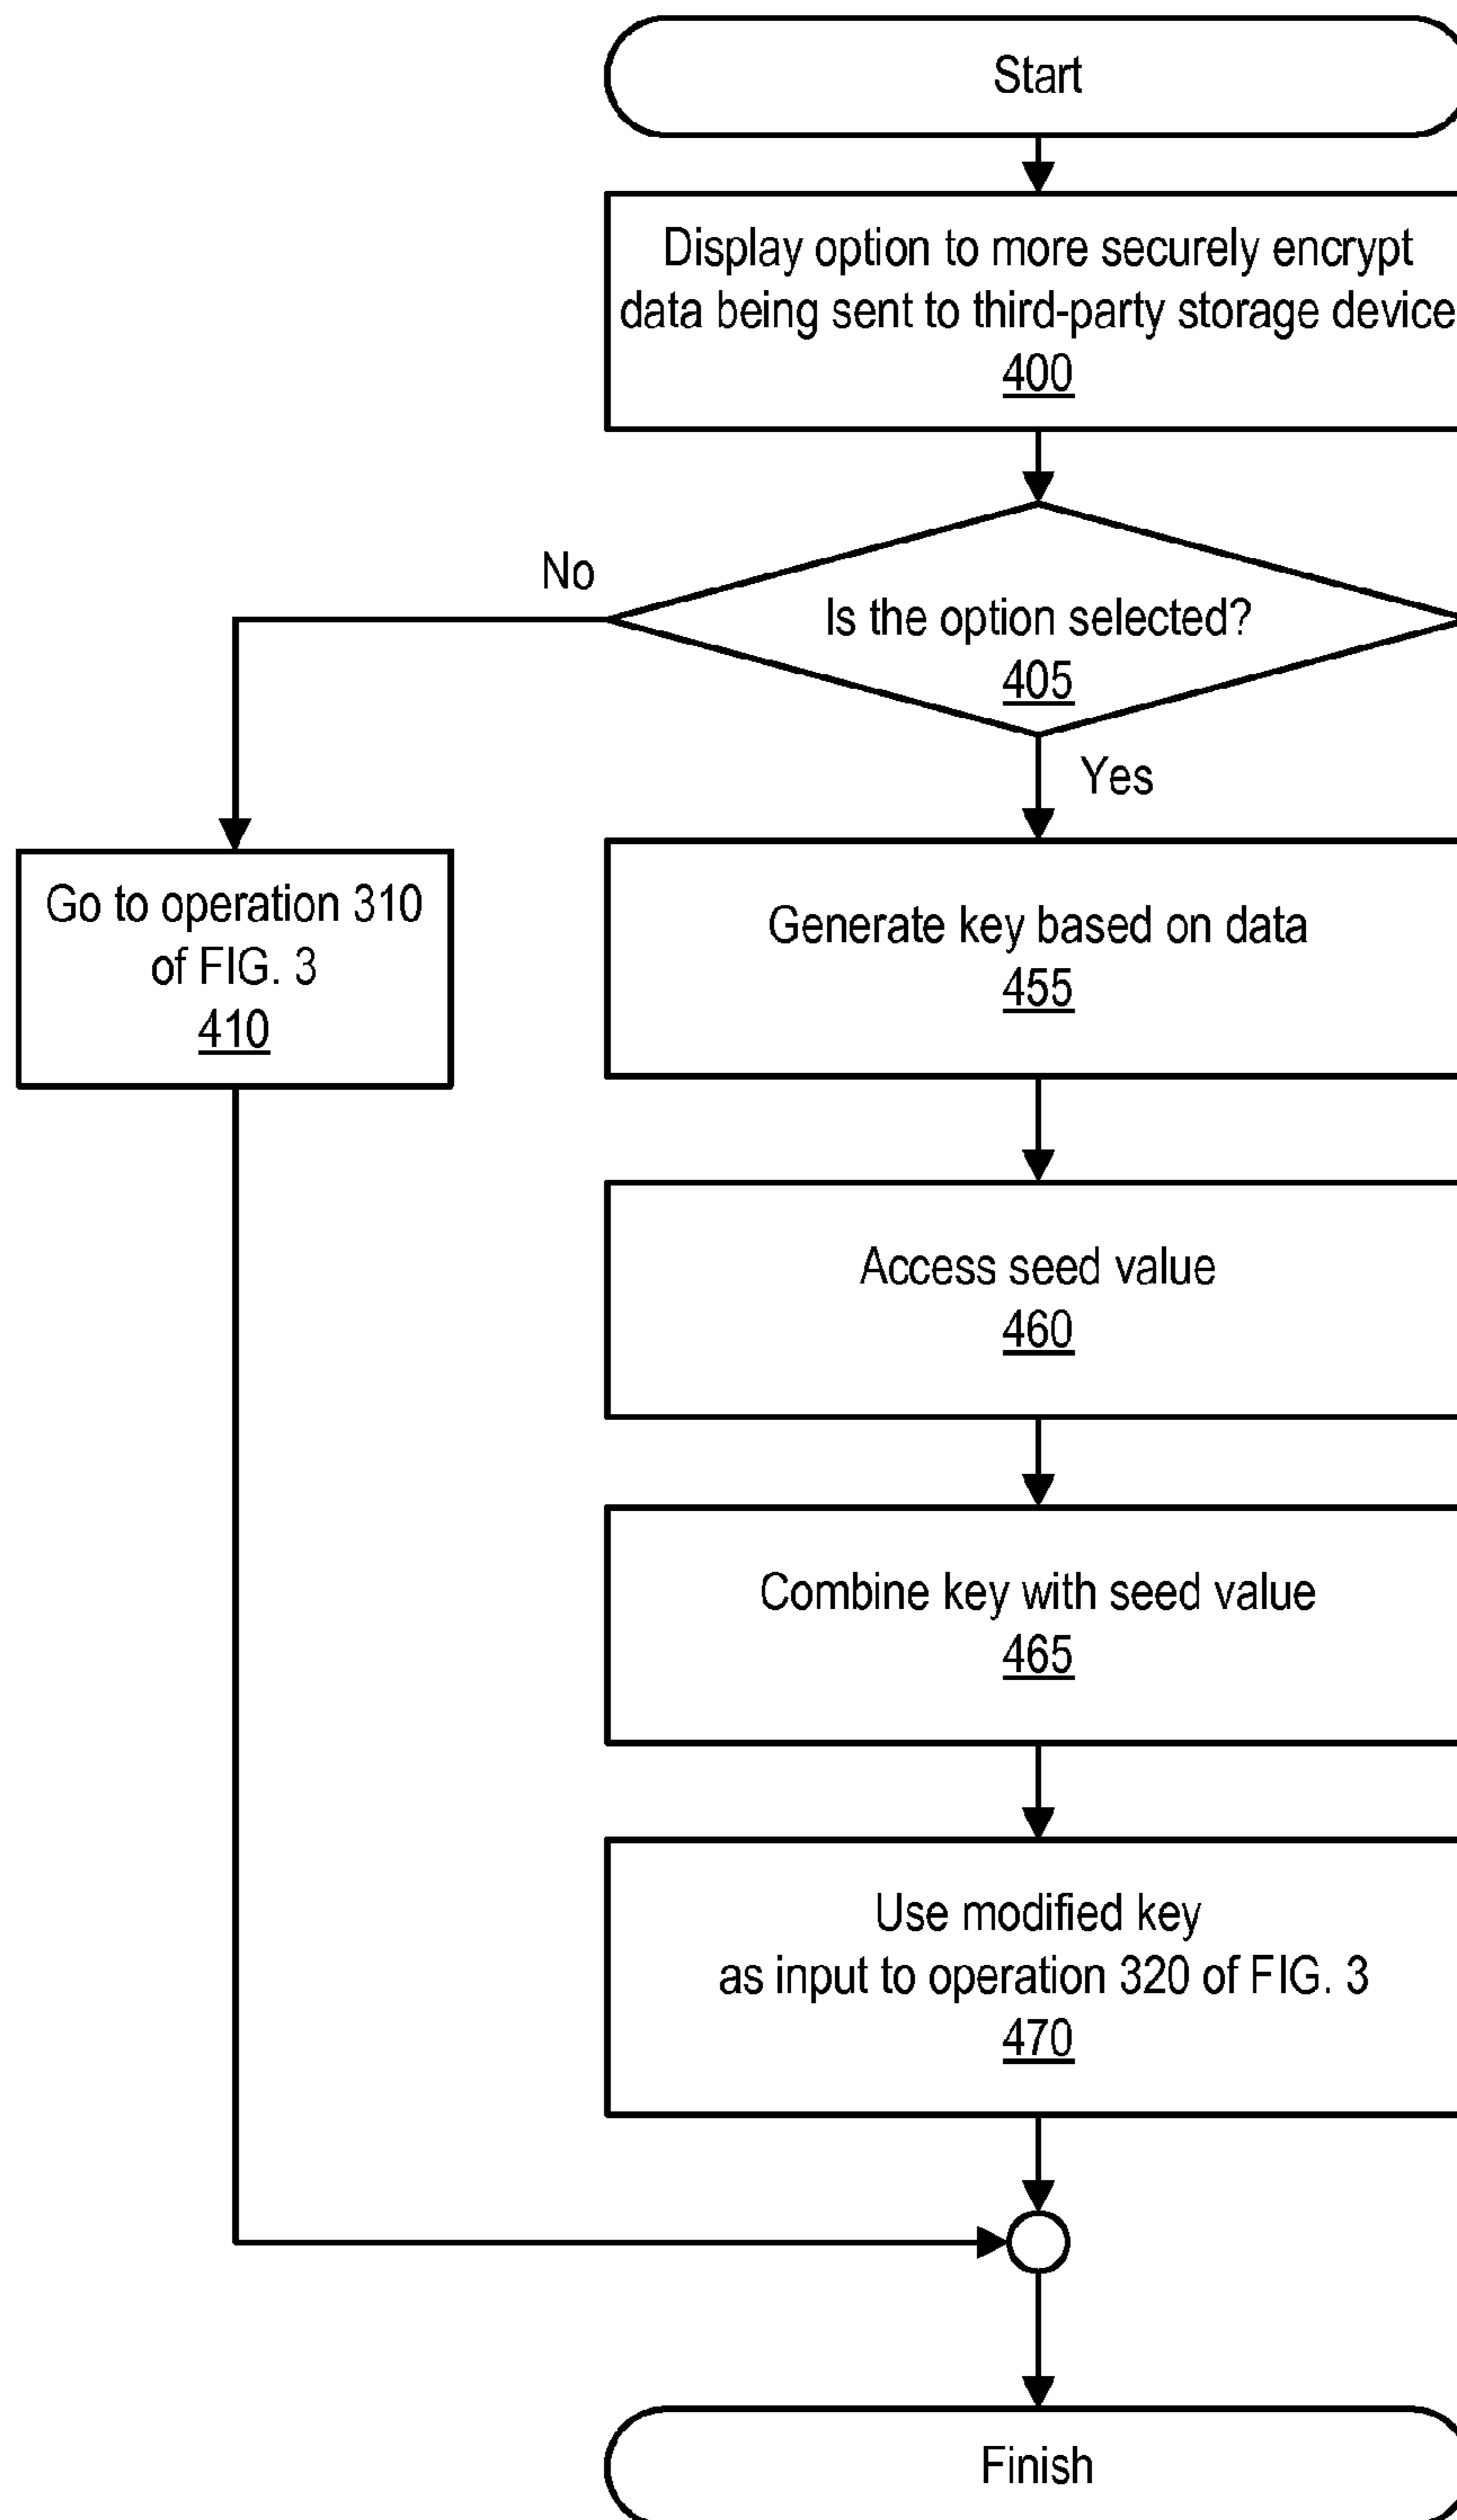 Start
Display option to more securely encrypt
data being sent to third-party storage device
400
No
Is the option selected?
405
Yes
Go to operation 310
of FIG. 3
410
Generate key based on data
455
Access seed value
460
Combine key with seed value
465
Use modified key
as input to operation 320 of FIG. 3
470
Finish